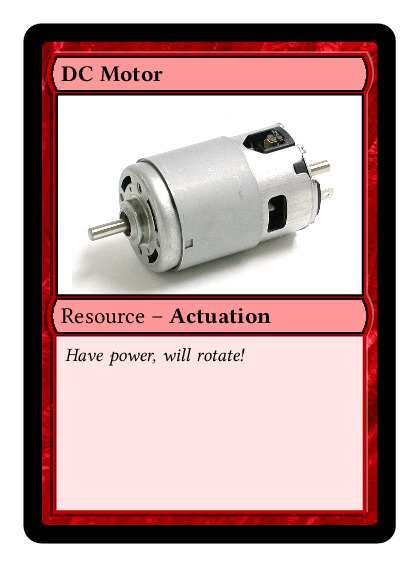 DC Motor
Resource – Actuation
Have power, will rotate!